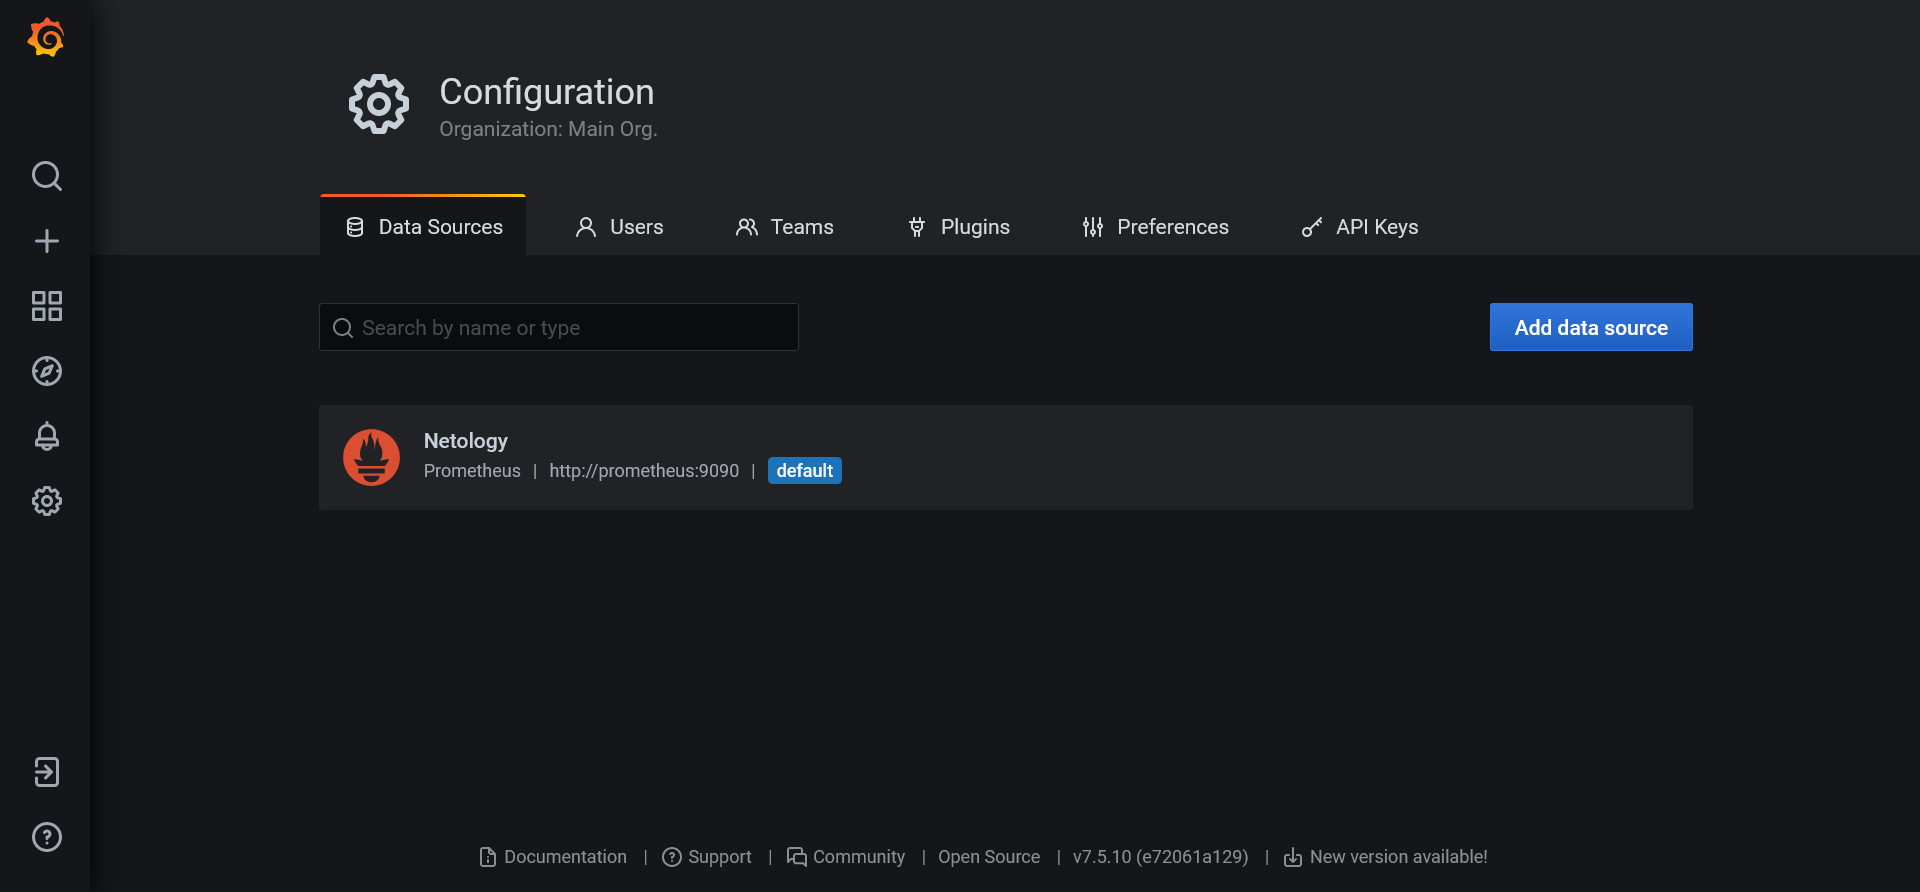 Configuration
Organization: Main Org.
Data Sources Users Teams Plugins Preferences API Keys
Search by name or type Add data source
Netology
Prometheus | http://prometheus:9090 | default
Documentation | Support | Community | Open Source | v7.5.10 (e72061a129) | New version available!